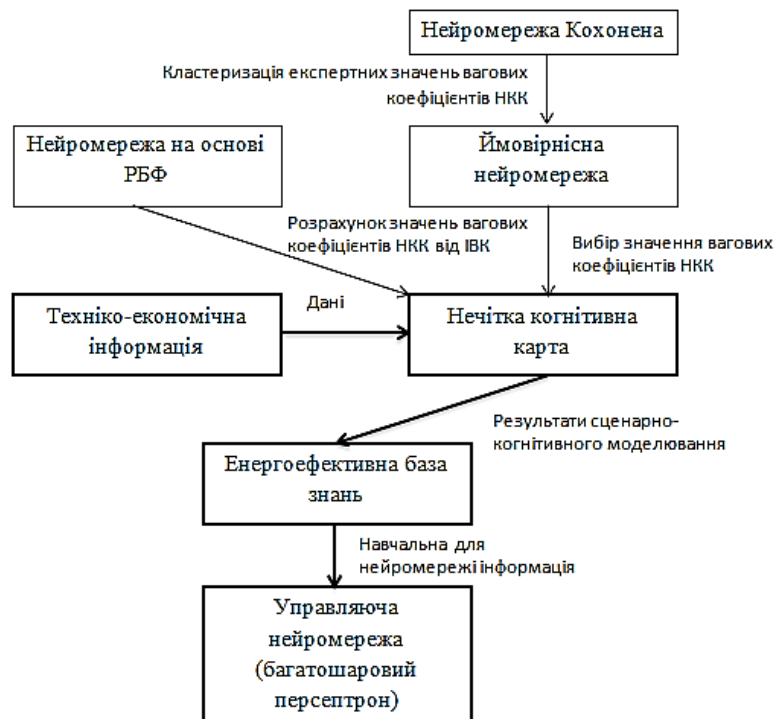 Нейромережа Кохонена
Кластеризація експертних значень вагових
коефіцієнтів НКК
Нейромережа на основі
РБФ
Ймовірнісна
нейромережа
Розрахунок значень вагових
коефіцієнтів НКК від ІВК
Вибір значення вагових
коефіцієнтів НКК
Дані
Техніко-економічна
інформація
Нечітка когнітивна
карта
Результати сценарно-
когнітивного моделювання
Енергоефективна база
знань
Навчальна для
нейромережі інформація
Управляюча
нейромережа
(багатошаровий
персептрон)